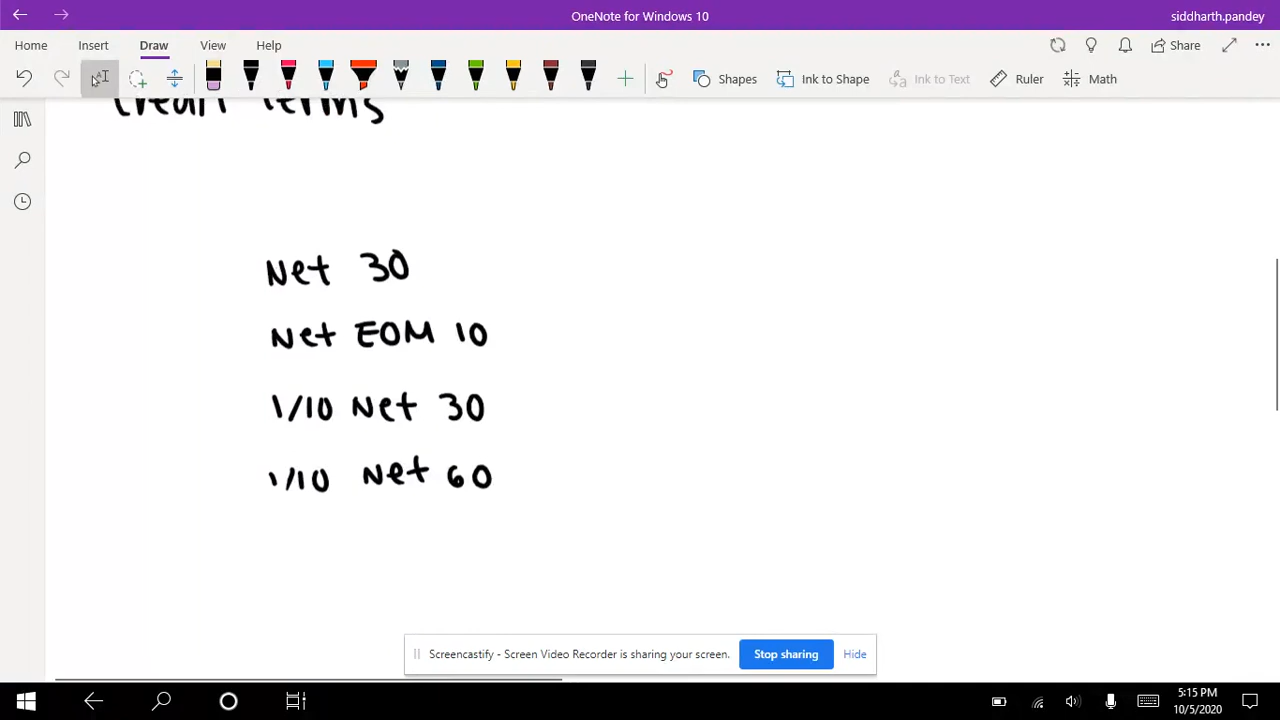 OneNote for Windows 10
siddharth.pandey
Home Insert Draw View Help
Share
Shapes Ink to Shape Ink to Text Ruler Math
Credit Terms
Net 30
Net EOM 10
1/10 Net 30
1/10 Net 60
Screencastify - Screen Video Recorder is sharing your screen. Stop sharing Hide
5:15 PM
10/5/2020